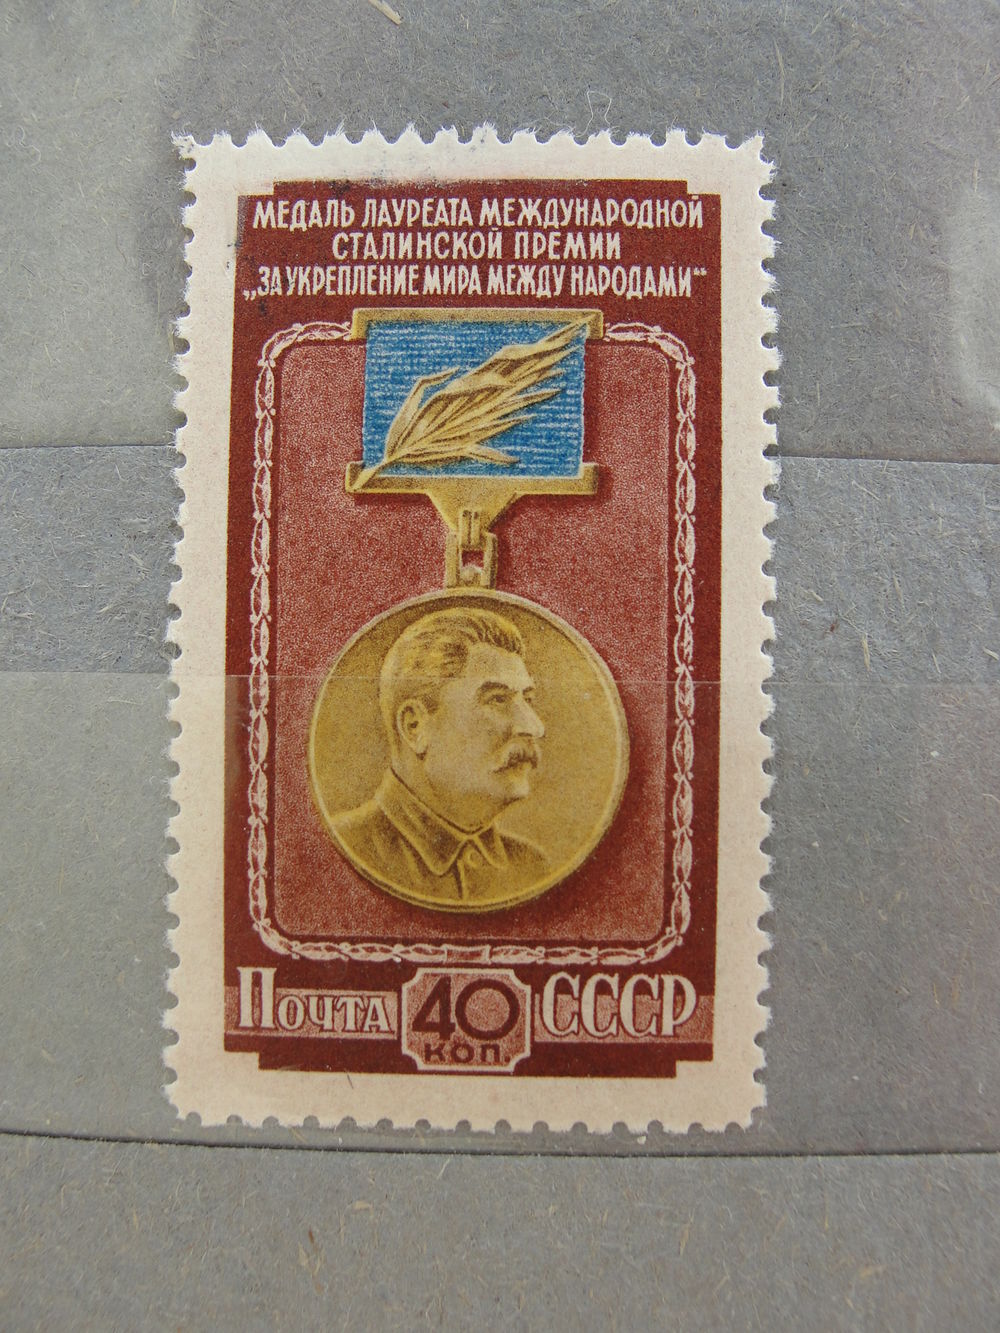 МЕДАЛЬ ЛАУРЕАТА МЕЖДУНАРОДНОЙ
СТАЛИНСКОЙ ПРЕМИИ
„ЗА УКРЕПЛЕНИЕ МИРА МЕЖДУ НАРОДАМИ“
ПОЧТА 40 КОП. СССР